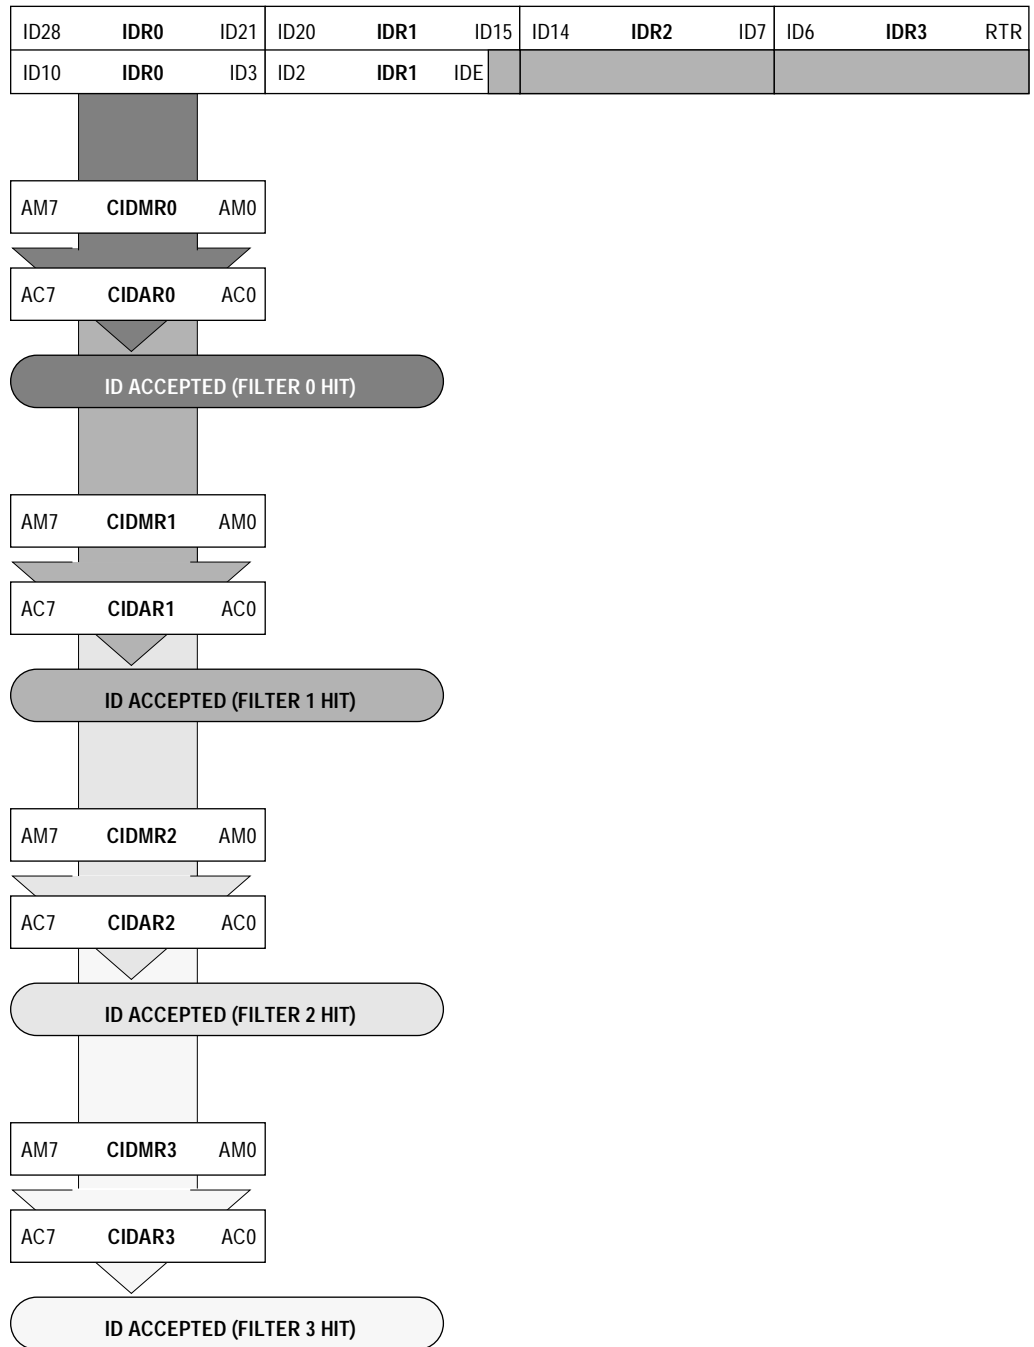 ID28 IDR0 ID21 ID20 IDR1 ID15 ID14 IDR2 ID7 ID6 IDR3 RTR
ID10 IDR0 ID3 ID2 IDR1 IDE
AM7 CIDMR0 AM0
AC7 CIDAR0 AC0
ID ACCEPTED (FILTER 0 HIT)
AM7 CIDMR1 AM0
AC7 CIDAR1 AC0
ID ACCEPTED (FILTER 1 HIT)
AM7 CIDMR2 AM0
AC7 CIDAR2 AC0
ID ACCEPTED (FILTER 2 HIT)
AM7 CIDMR3 AM0
AC7 CIDAR3 AC0
ID ACCEPTED (FILTER 3 HIT)